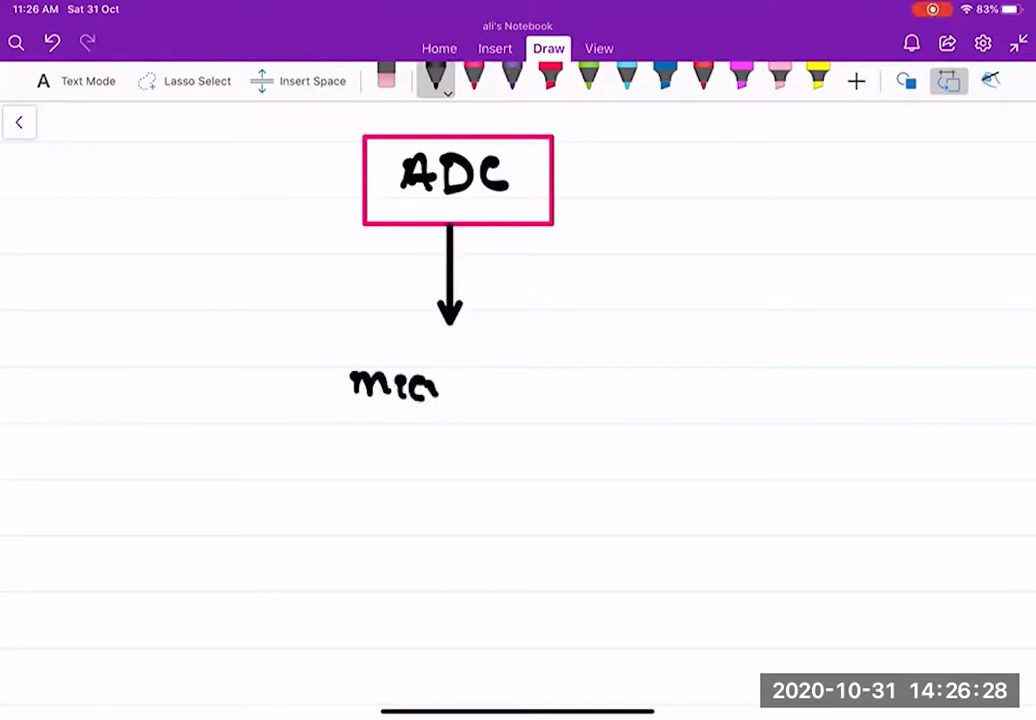 11:26 AM Sat 31 Oct
83%
ali's Notebook
Home Insert Draw View
A Text Mode Lasso Select Insert Space
ADC
2020-10-31 14:26:28